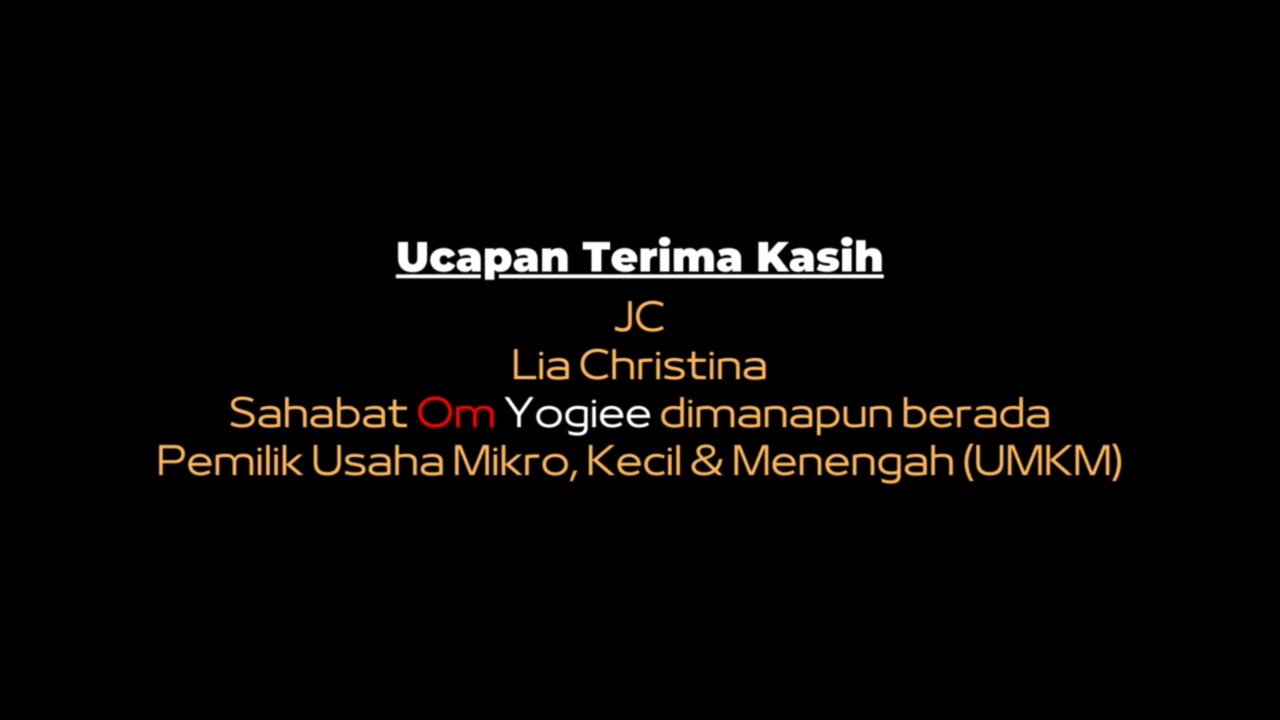 Ucapan Terima Kasih
JC
Lia Christina
Sahabat Om Yogiee dimanapun berada
Pemilik Usaha Mikro, Kecil & Menengah (UMKM)